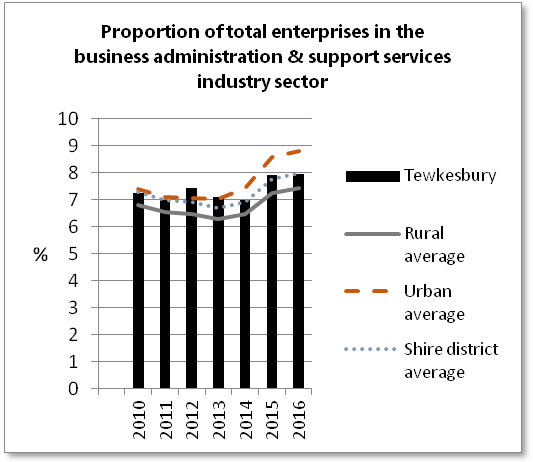 Proportion of total enterprises in the
business administration & support services
industry sector
10
9
8
7
6
5
4
3
2
1
0
%
2010
2011
2012
2013
2014
2015
2016
Tewkesbury
Rural
average
Urban
average
Shire district
average